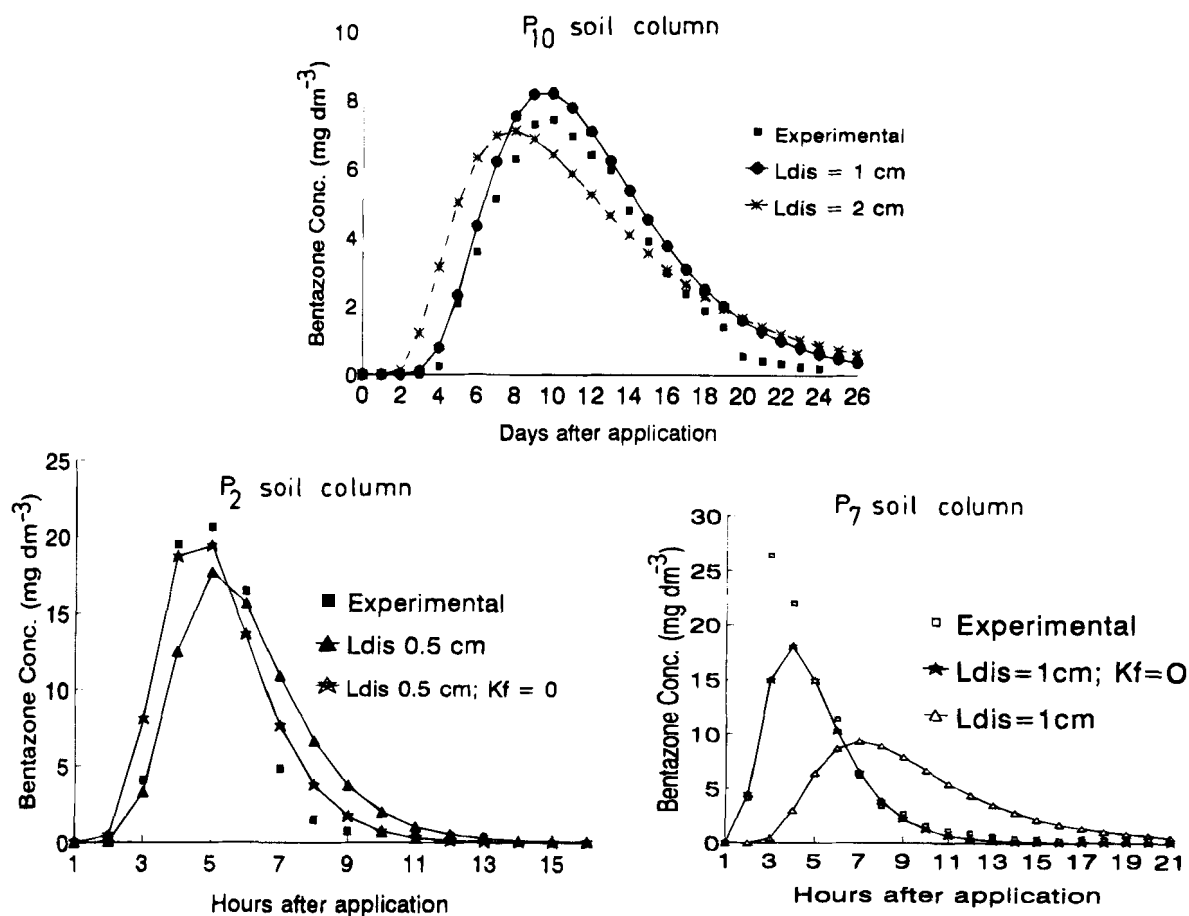 P10 soil column
Bentazone Conc. (mg dm-3)
10
8
6
4
2
0
0 2 4 6 8 10 12 14 16 18 20 22 24 26
Days after application
Experimental
Ldis = 1 cm
Ldis = 2 cm
P2 soil column
Bentazone Conc. (mg dm-3)
25
20
15
10
5
0
1 3 5 7 9 11 13 15
Hours after application
Experimental
Ldis 0.5 cm
Ldis 0.5 cm; Kf = 0
P7 soil column
Bentazone Conc. (mg dm-3)
30
25
20
15
10
5
0
1 3 5 7 9 11 13 15 17 19 21
Hours after application
Experimental
Ldis=1cm; Kf=0
Ldis=1cm